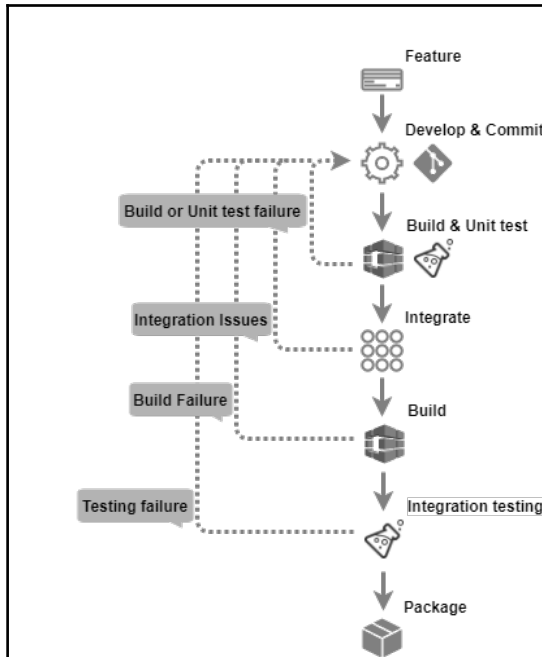 Feature
Develop & Commit
Build or Unit test failure
Build & Unit test
Integration Issues
Integrate
Build Failure
Build
Testing failure
Integration testing
Package